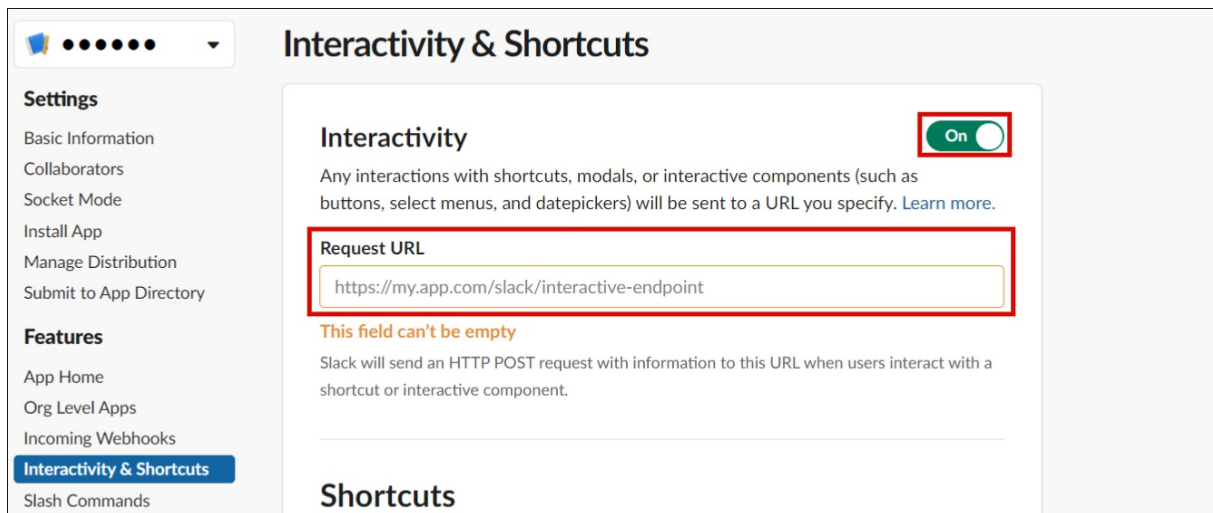 ●●●●●●
Settings
Basic Information
Collaborators
Socket Mode
Install App
Manage Distribution
Submit to App Directory
Features
App Home
Org Level Apps
Incoming Webhooks
Interactivity & Shortcuts
Slash Commands
Interactivity & Shortcuts
Interactivity
On
Any interactions with shortcuts, modals, or interactive components (such as
buttons, select menus, and datepickers) will be sent to a URL you specify. Learn more.
Request URL
https://my.app.com/slack/interactive-endpoint
This field can't be empty
Slack will send an HTTP POST request with information to this URL when users interact with a
shortcut or interactive component.
Shortcuts